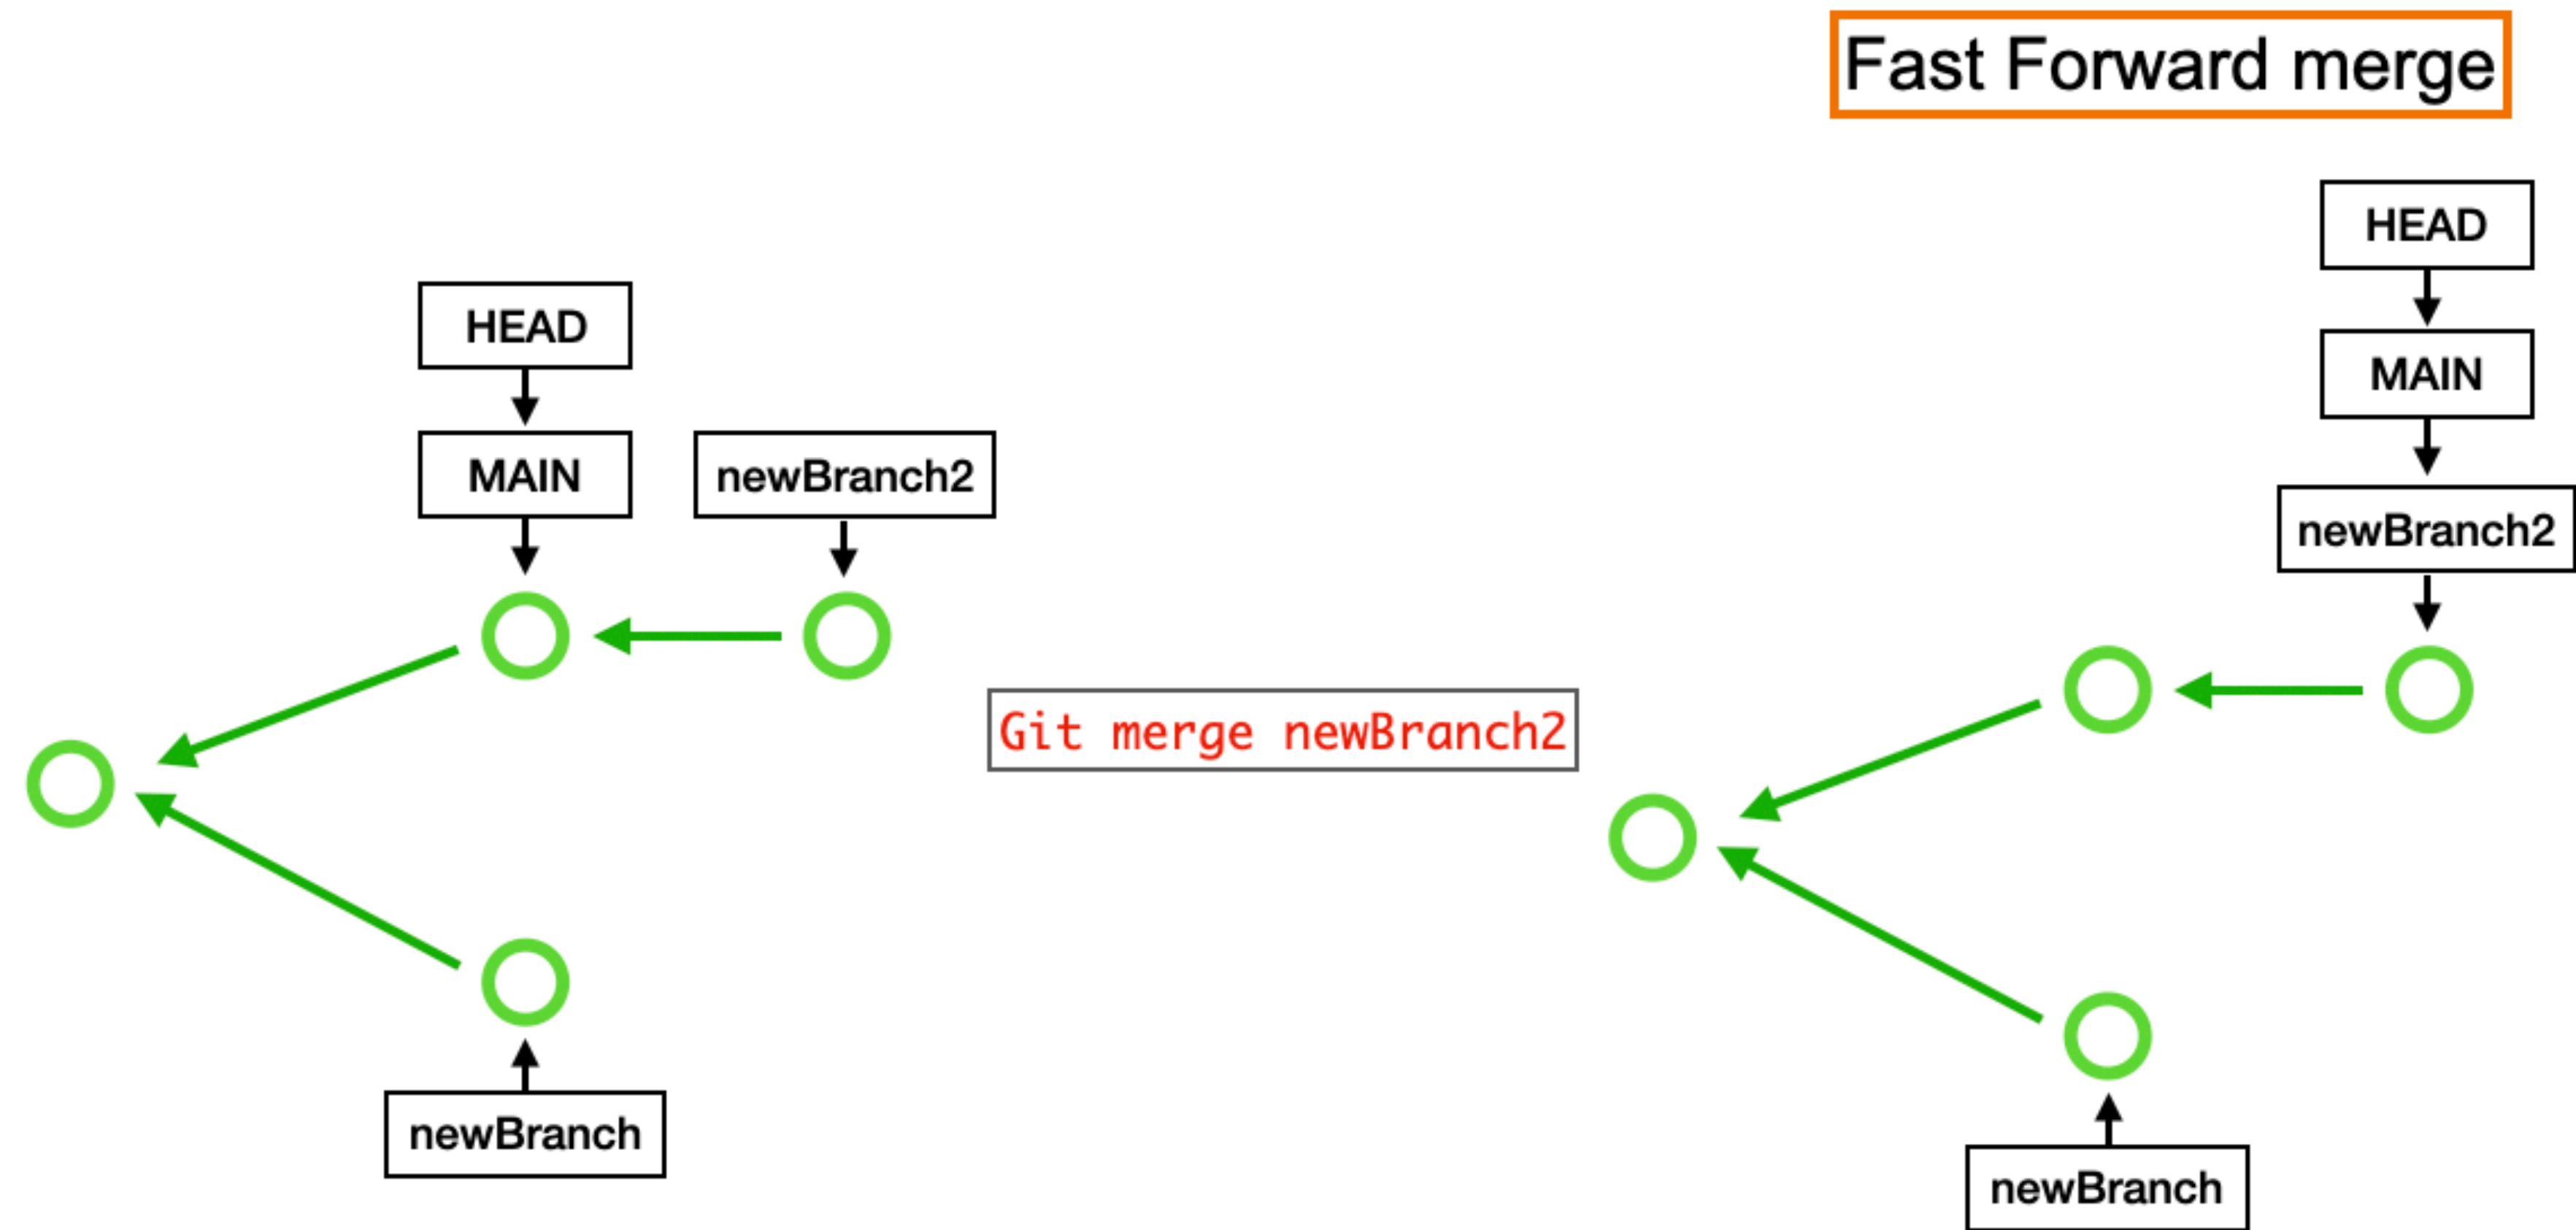 Fast Forward merge
HEAD
MAIN
newBranch2
newBranch
Git merge newBranch2
HEAD
MAIN
newBranch2
newBranch